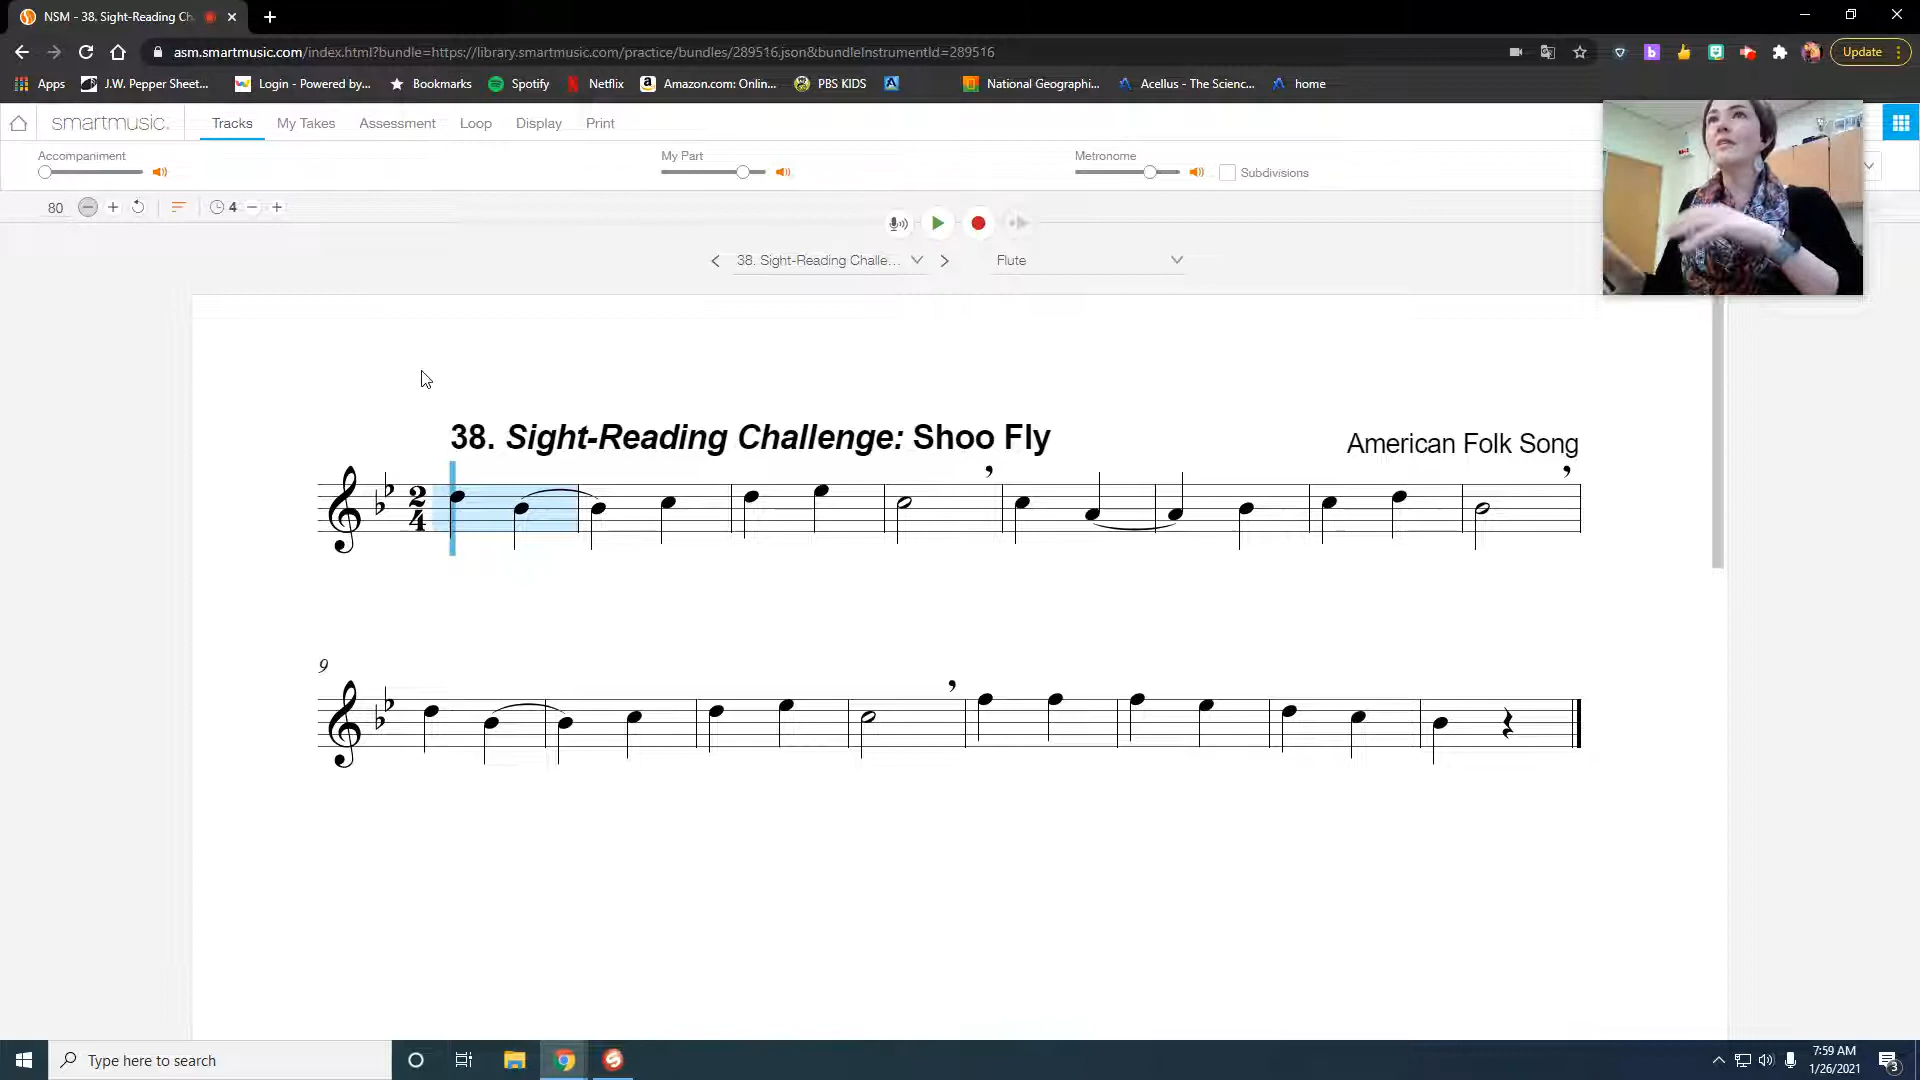 NSM - 38. Sight-Reading Ch
asm.smartmusic.com/index.html?bundle=https://library.smartmusic.com/practice/bundles/289516.json&bundleInstrumentId=289516
Update
Apps
J.W. Pepper Sheet...
Login - Powered by...
Bookmarks
Spotify
Netflix
Amazon.com: Onlin...
PBS KIDS
National Geographi...
Acellus - The Scienc...
home
smartmusic.
Tracks
My Takes
Assessment
Loop
Display
Print
Accompaniment
My Part
Metronome
Subdivisions
80
4
38. Sight-Reading Challe...
Flute
38. Sight-Reading Challenge: Shoo Fly
American Folk Song
2
4
9
Type here to search
7:59 AM
1/26/2021
3